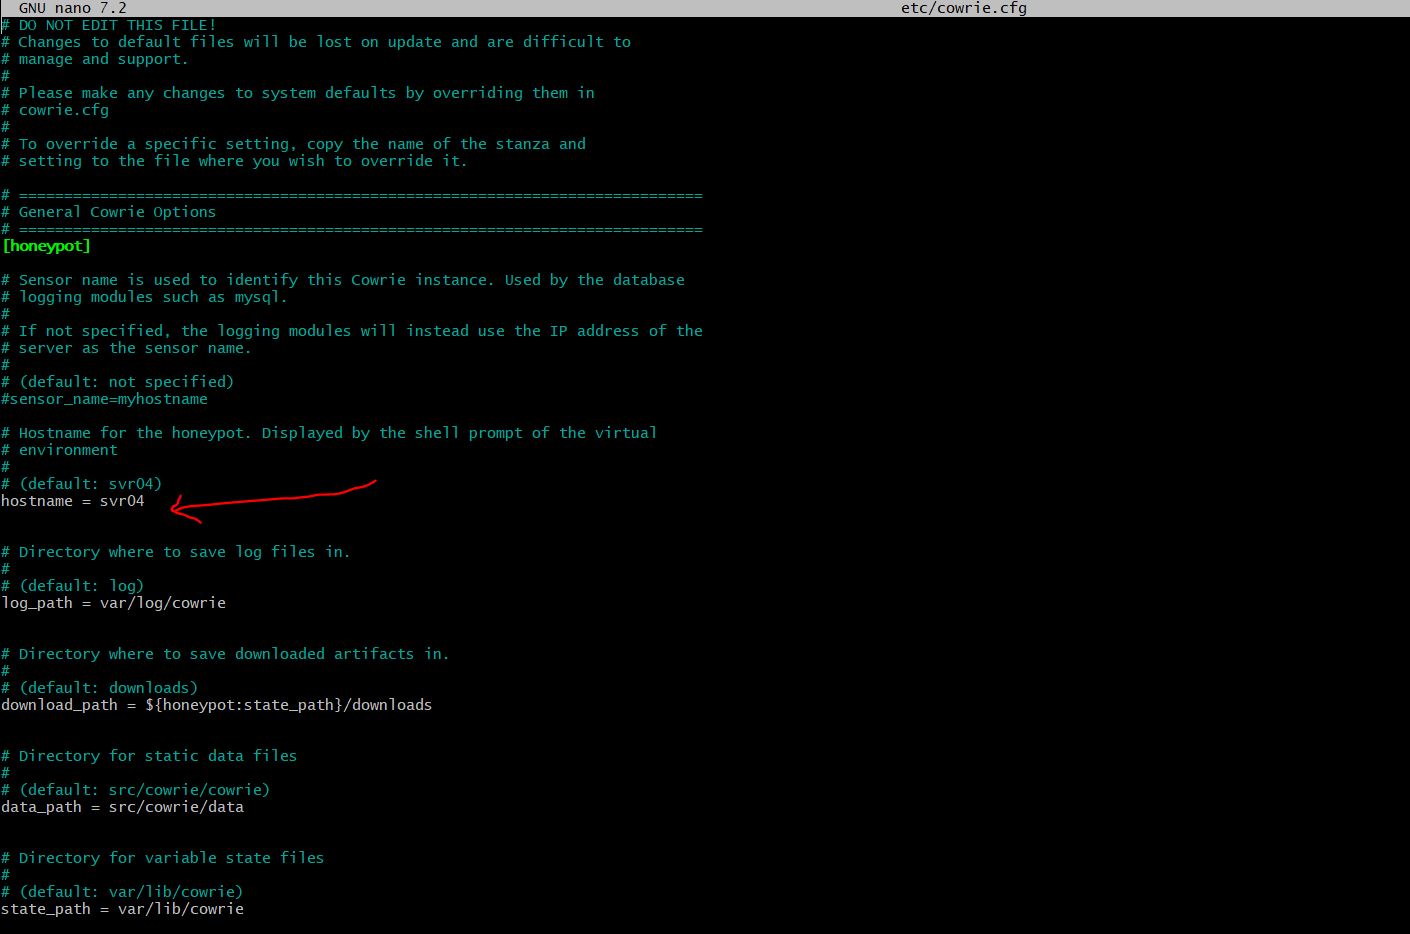 GNU nano 7.2 etc/cowrie.cfg
# DO NOT EDIT THIS FILE!
# Changes to default files will be lost on update and are difficult to
# manage and support.
#
# Please make any changes to system defaults by overriding them in
# cowrie.cfg
#
# To override a specific setting, copy the name of the stanza and
# setting to the file where you wish to override it.
# ============================================================================
# General Cowrie Options
# ============================================================================
[honeypot]
# Sensor name is used to identify this Cowrie instance. Used by the database
# logging modules such as mysql.
#
# If not specified, the logging modules will instead use the IP address of the
# server as the sensor name.
#
# (default: not specified)
#sensor_name=myhostname
# Hostname for the honeypot. Displayed by the shell prompt of the virtual
# environment
#
# (default: svr04)
hostname = svr04
# Directory where to save log files in.
#
# (default: log)
log_path = var/log/cowrie
# Directory where to save downloaded artifacts in.
#
# (default: downloads)
download_path = ${honeypot:state_path}/downloads
# Directory for static data files
#
# (default: src/cowrie/cowrie)
data_path = src/cowrie/data
# Directory for variable state files
#
# (default: var/lib/cowrie)
state_path = var/lib/cowrie